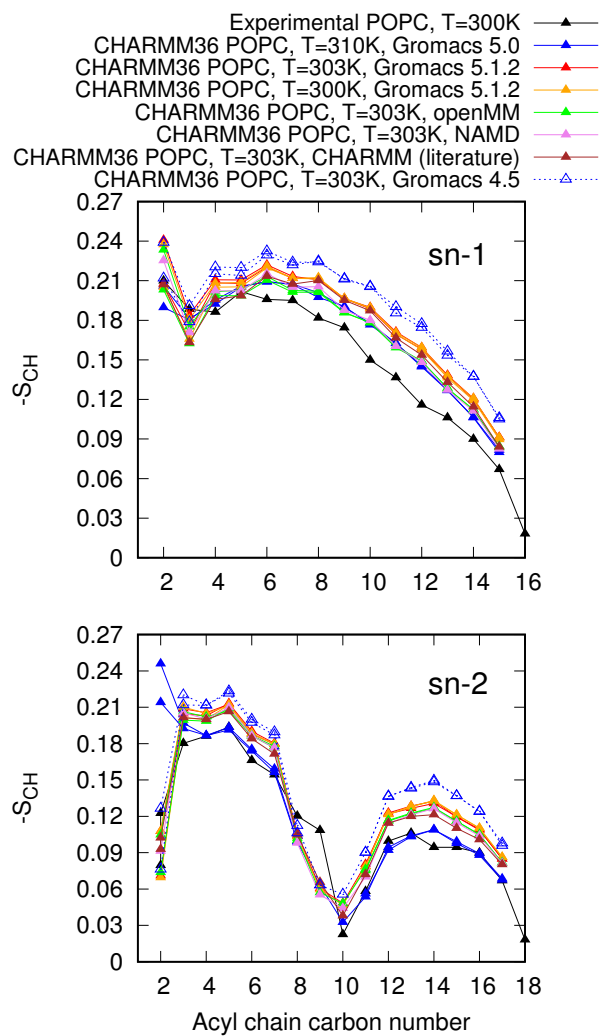 Experimental POPC, T=300K
CHARMM36 POPC, T=310K, Gromacs 5.0
CHARMM36 POPC, T=303K, Gromacs 5.1.2
CHARMM36 POPC, T=300K, Gromacs 5.1.2
CHARMM36 POPC, T=303K, openMM
CHARMM36 POPC, T=303K, NAMD
CHARMM36 POPC, T=303K, CHARMM (literature)
CHARMM36 POPC, T=303K, Gromacs 4.5
0.27
sn-1
0.24
0.21
0.18
0.15
-SCH
0.12
0.09
0.06
0.03
0
2 4 6 8 10 12 14 16
0.27
sn-2
0.24
0.21
0.18
0.15
-SCH
0.12
0.09
0.06
0.03
0
2 4 6 8 10 12 14 16 18
Acyl chain carbon number